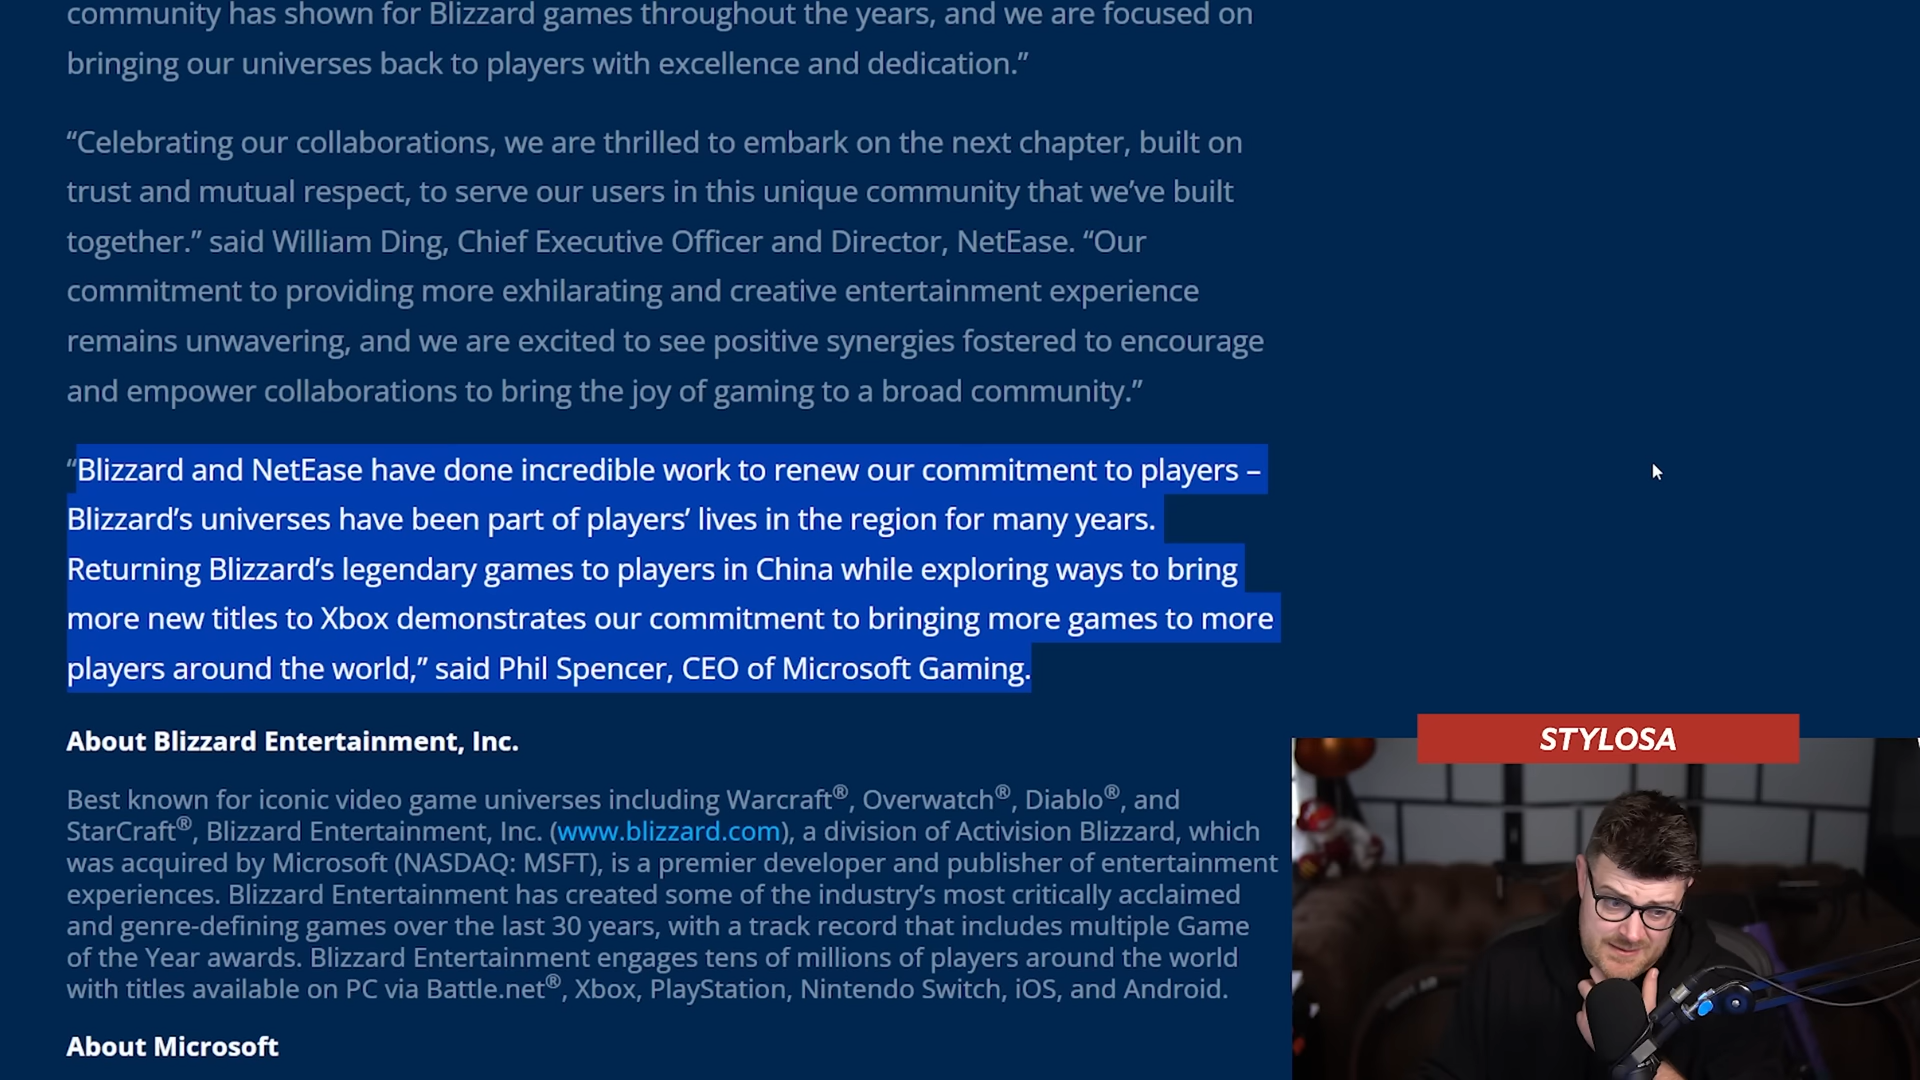 community has shown for Blizzard games throughout the years, and we are focused on
bringing our universes back to players with excellence and dedication.”
“Celebrating our collaborations, we are thrilled to embark on the next chapter, built on
trust and mutual respect, to serve our users in this unique community that we’ve built
together.” said William Ding, Chief Executive Officer and Director, NetEase. “Our
commitment to providing more exhilarating and creative entertainment experience
remains unwavering, and we are excited to see positive synergies fostered to encourage
and empower collaborations to bring the joy of gaming to a broad community.”
“Blizzard and NetEase have done incredible work to renew our commitment to players –
Blizzard’s universes have been part of players’ lives in the region for many years.
Returning Blizzard’s legendary games to players in China while exploring ways to bring
more new titles to Xbox demonstrates our commitment to bringing more games to more
players around the world,” said Phil Spencer, CEO of Microsoft Gaming.
About Blizzard Entertainment, Inc.
Best known for iconic video game universes including Warcraft®, Overwatch®, Diablo®, and
StarCraft®, Blizzard Entertainment, Inc. (www.blizzard.com), a division of Activision Blizzard, which
was acquired by Microsoft (NASDAQ: MSFT), is a premier developer and publisher of entertainment
experiences. Blizzard Entertainment has created some of the industry’s most critically acclaimed
and genre-defining games over the last 30 years, with a track record that includes multiple Game
of the Year awards. Blizzard Entertainment engages tens of millions of players around the world
with titles available on PC via Battle.net®, Xbox, PlayStation, Nintendo Switch, iOS, and Android.
About Microsoft
STYLOSA